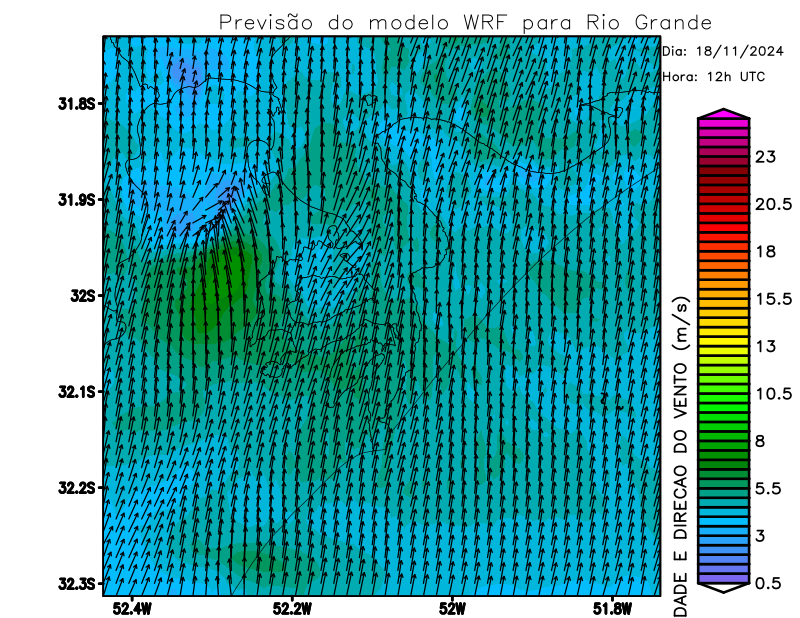 Previsão do modelo WRF para Rio Grande
Dia: 18/11/2024
Hora: 12h UTC
31.8S
31.9S
32S
32.1S
32.2S
32.3S
52.4W
52.2W
52W
51.8W
DADE E DIRECAO DO VENTO (m/s)
23
20.5
18
15.5
13
10.5
8
5.5
3
0.5